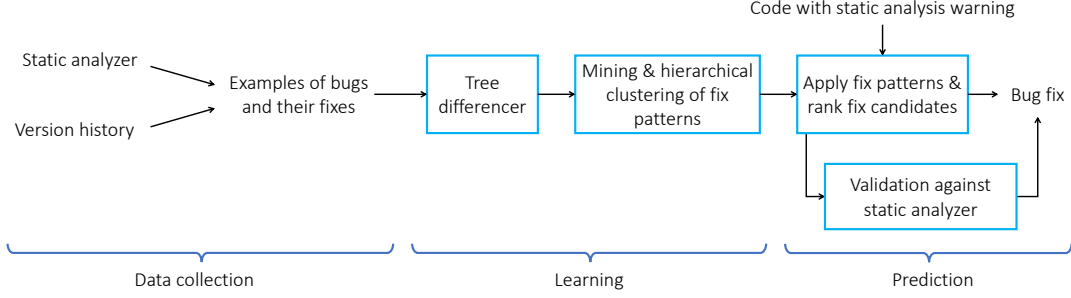 Code with static analysis warning
Static analyzer
Version history
Examples of bugs
and their fixes
Tree
differencer
Mining & hierarchical
clustering of fix
patterns
Apply fix patterns &
rank fix candidates
Bug fix
Validation against
static analyzer
Data collection
Learning
Prediction